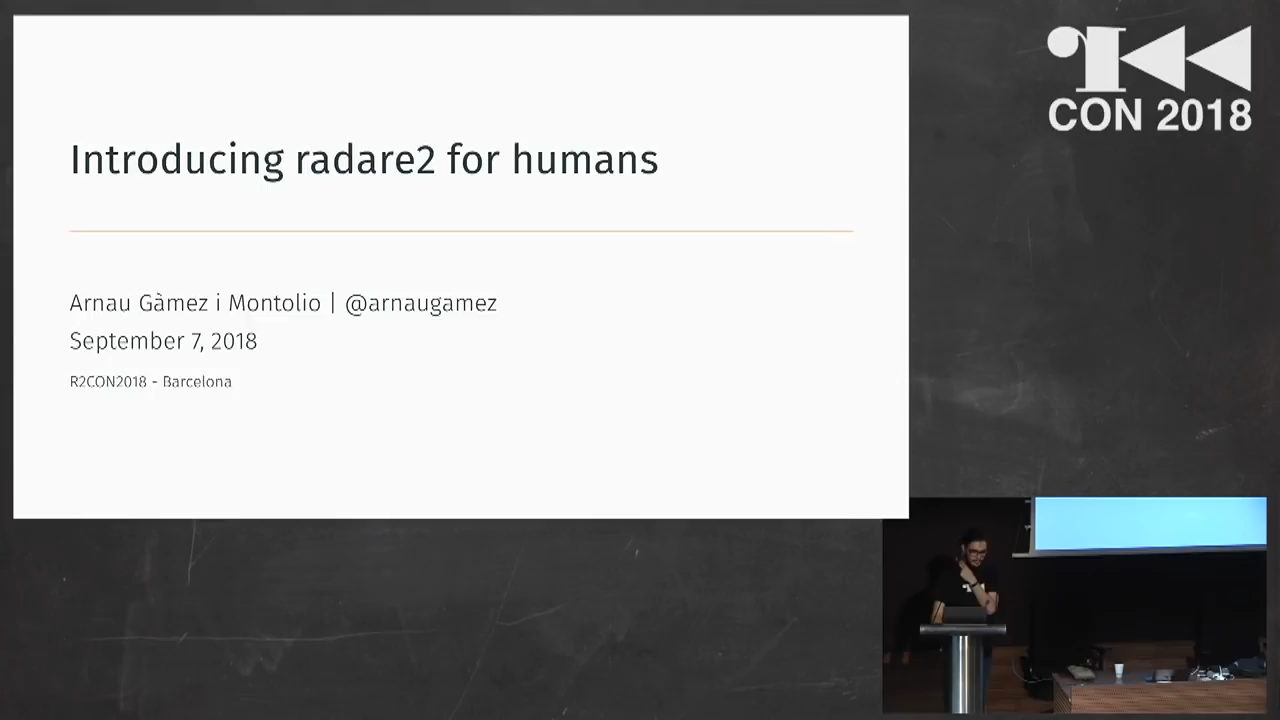 Introducing radare2 for humans
Arnau Gàmez i Montolio | @arnaugamez
September 7, 2018
R2CON2018 - Barcelona
CON 2018